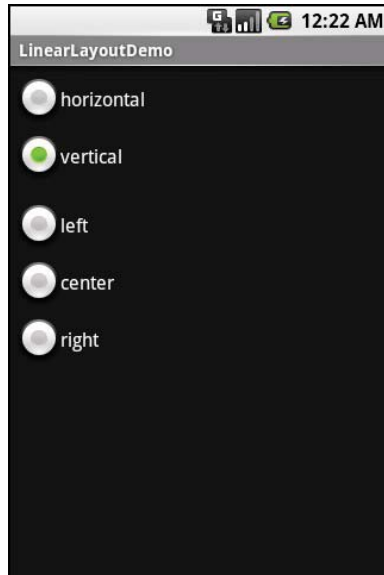 G
12:22 AM
LinearLayoutDemo
horizontal
vertical
left
center
right